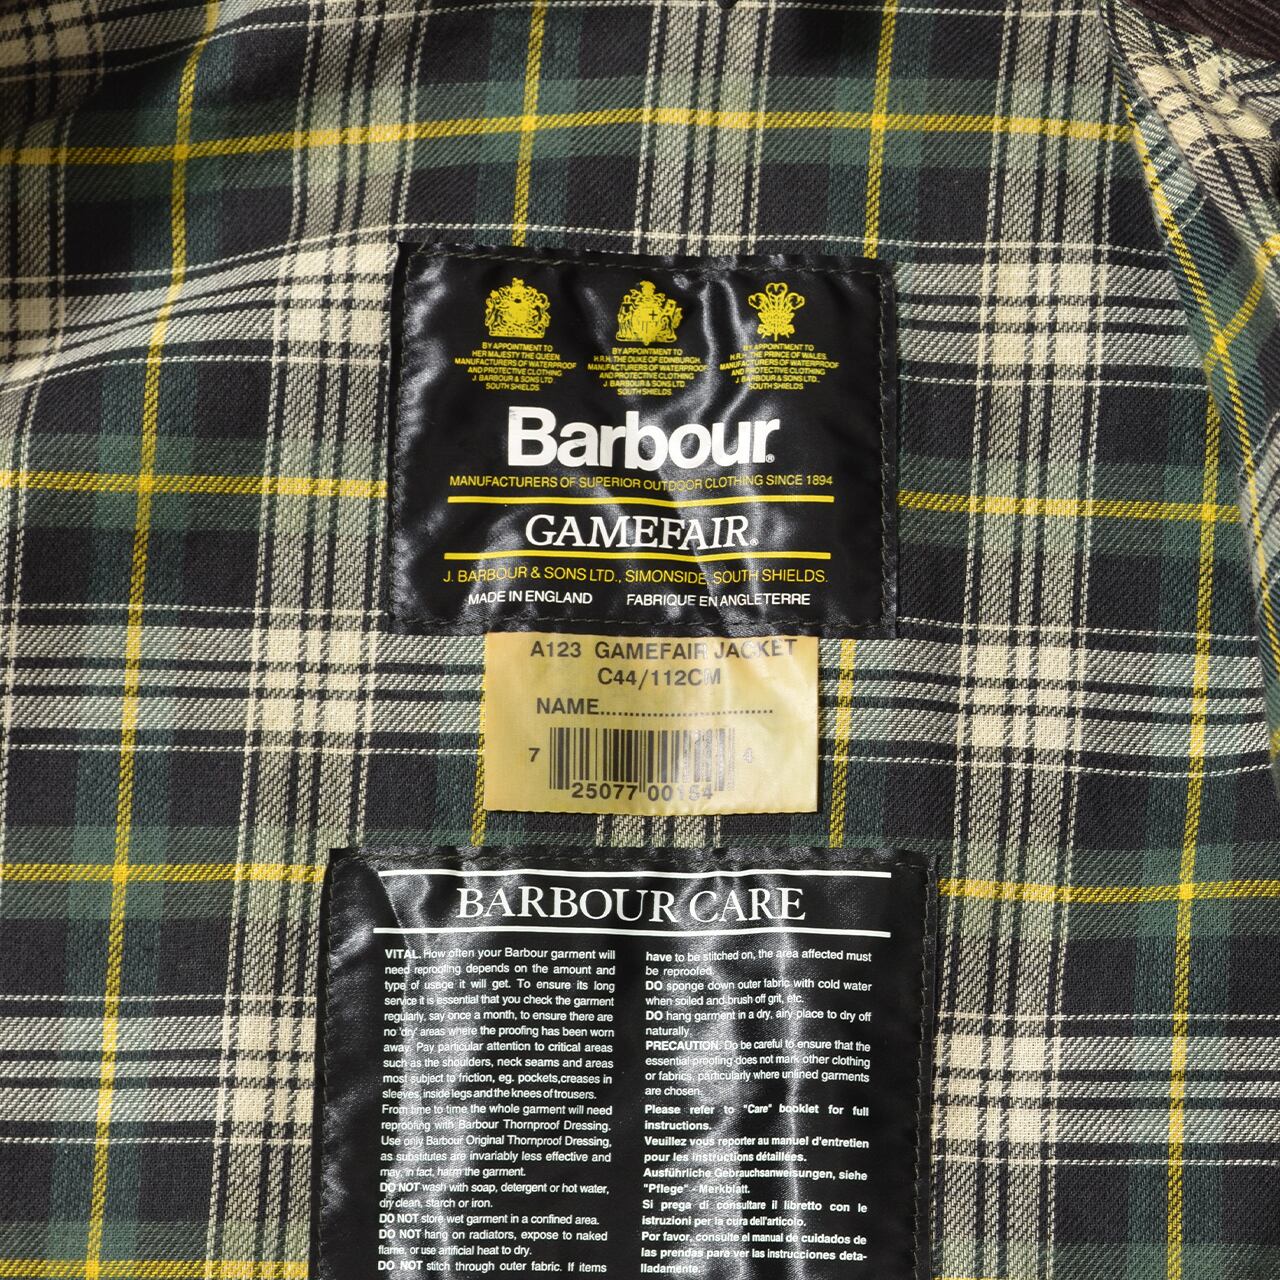 BY APPOINTMENT TO
HER MAJESTY THE QUEEN.
MANUFACTURERS OF WATERPROOF
AND PROTECTIVE CLOTHING
J. BARBOUR & SONS LTD
SOUTH SHIELDS
BY APPOINTMENT TO
H.R.H. THE DUKE OF EDINBURGH.
MANUFACTURERS OF WATERPROOF
AND PROTECTIVE CLOTHING
J. BARBOUR & SONS LTD
SOUTH SHIELDS.
BY APPOINTMENT TO
H.R.H. THE PRINCE OF WALES.
MANUFACTURERS OF WATERPROOF
AND PROTECTIVE CLOTHING
J. BARBOUR & SONS LTD.,
SOUTH SHIELDS.
Barbour®
MANUFACTURERS OF SUPERIOR OUTDOOR CLOTHING SINCE 1894
GAMEFAIR®
J. BARBOUR & SONS LTD., SIMONSIDE, SOUTH SHIELDS.
MADE IN ENGLAND FABRIQUE EN ANGLETERRE
A123 GAMEFAIR JACKET
C44/112CM
NAME..............................
7 25077 00154 4
BARBOUR CARE
VITAL. How often your Barbour garment will
need reproofing depends on the amount and
type of usage it will get. To ensure its long
service it is essential that you check the garment
regularly, say once a month, to ensure there are
no 'dry' areas where the proofing has been worn
away. Pay particular attention to critical areas
such as the shoulders, neck seams and areas
most subject to friction, eg. pockets,creases in
sleeves, inside legs and the knees of trousers.
From time to time the whole garment will need
reproofing with Barbour Thornproof Dressing.
Use only Barbour Original Thornproof Dressing,
as substitutes are invariably less effective and
may, in fact, harm the garment.
DO NOT wash with soap, detergent or hot water,
dry clean, starch or iron.
DO NOT store wet garment in a confined area.
DO NOT hang on radiators, expose to naked
flame, or use artificial heat to dry.
DO NOT stitch through outer fabric. If items
have to be stitched on, the area affected must
be reproofed.
DO sponge down outer fabric with cold water
when soiled and brush off grit, etc.
DO hang garment in a dry, airy place to dry off
naturally.
PRECAUTION: Do be careful to ensure that the
essential proofing does not mark other clothing
or fabrics, particularly where unlined garments
are chosen.
Please refer to "Care" booklet for full
instructions.
Veuillez vous reporter au manuel d'entretien
pour les instructions détaillées.
Ausführliche Gebrauchsanweisungen, siehe
"Pflege" - Merkblatt.
Si prega di consultare il libretto con le
istruzioni per la cura dell'articolo.
Por favor, consulte el manual de cuidados de
las prendas para ver las instrucciones deta-
lladamente.